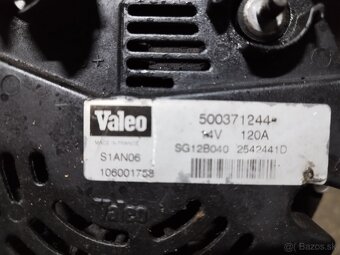 Valeo
MADE IN FRANCE
500371244
14V 120A
S1AN06
SG12B040 2542441D
106001758
Valeo
bazos.sk